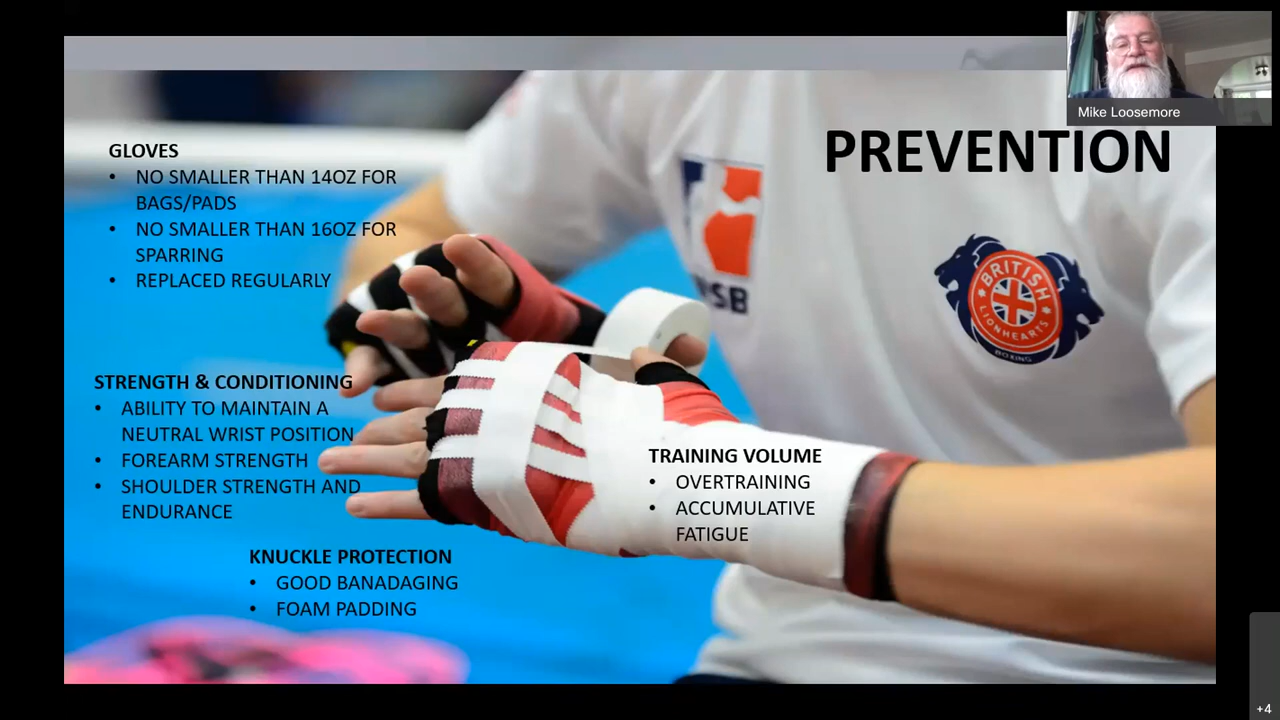 Mike Loosemore
PREVENTION
GLOVES
• NO SMALLER THAN 14OZ FOR
BAGS/PADS
• NO SMALLER THAN 16OZ FOR
SPARRING
• REPLACED REGULARLY
WSB
BRITISH
LIONHEARTS
BOXING
STRENGTH & CONDITIONING
• ABILITY TO MAINTAIN A
NEUTRAL WRIST POSITION
• FOREARM STRENGTH
• SHOULDER STRENGTH AND
ENDURANCE
TRAINING VOLUME
• OVERTRAINING
• ACCUMULATIVE
FATIGUE
KNUCKLE PROTECTION
• GOOD BANADAGING
• FOAM PADDING
+4